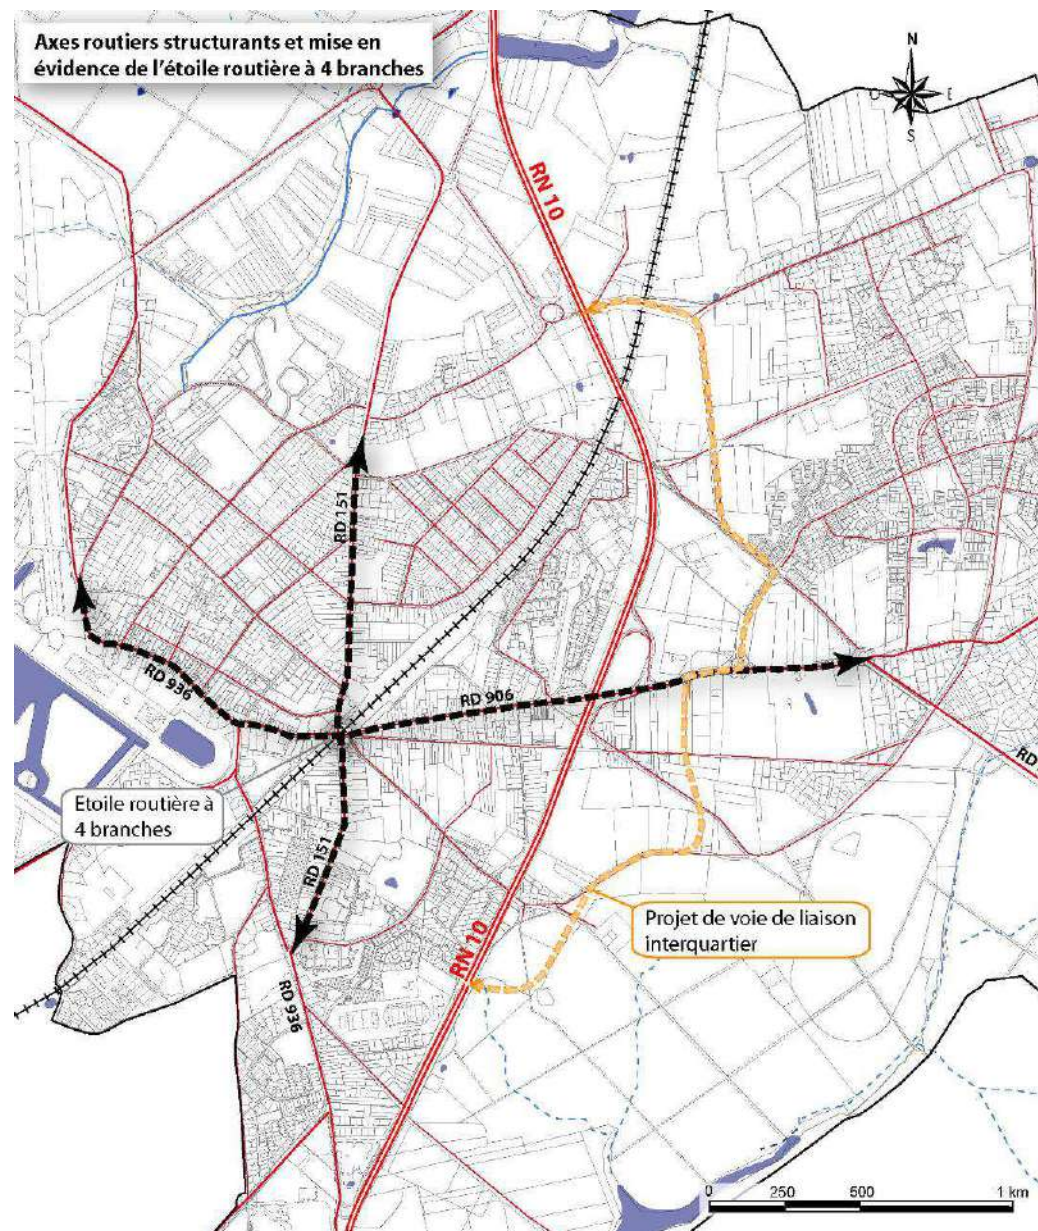 Axes routiers structurants et mise en
évidence de l'étoile routière à 4 branches
N
O
E
S
RN 10
RD 151
RD 936
RD 906
RD
Etoile routière à
4 branches
RD 151
Projet de voie de liaison
interquartier
RN 10
RD 936
0 250 500 1 km